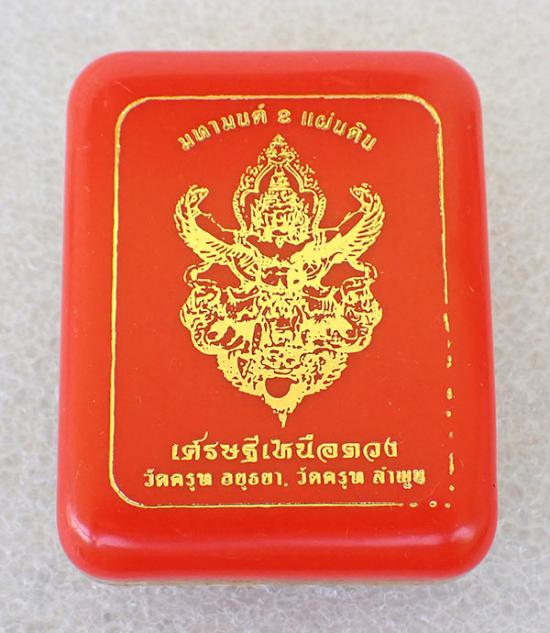 มหามนต์ ๒ แผ่นดิน
เศรษฐีเหนือดวง
วัดครุฑ อยุธยา, วัดครุฑ ลำพูน